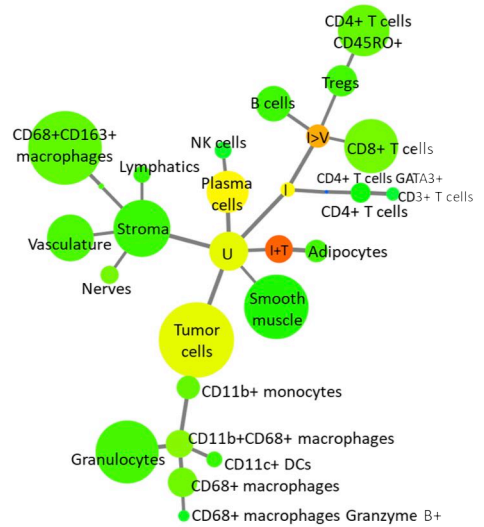 CD4+ T cells
CD45RO+
Tregs
B cells
I>V
CD8+ T cells
CD68+CD163+
macrophages
NK cells
Lymphatics
Plasma
cells
I
CD4+ T cells GATA3+
CD3+ T cells
CD4+ T cells
Stroma
Vasculature
U
I+T
Adipocytes
Nerves
Smooth
muscle
Tumor
cells
CD11b+ monocytes
CD11b+CD68+ macrophages
Granulocytes
CD11c+ DCs
CD68+ macrophages
CD68+ macrophages Granzyme B+